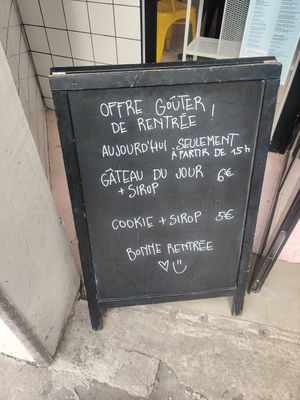 OFFRE GOÛTER
DE RENTRÉE !
AUJOURD'HUI SEULEMENT
À PARTIR DE 15h
GÂTEAU DU JOUR 6€
+ SIROP
COOKIE + SIROP 5€
BONNE RENTRÉE
♡ ☺